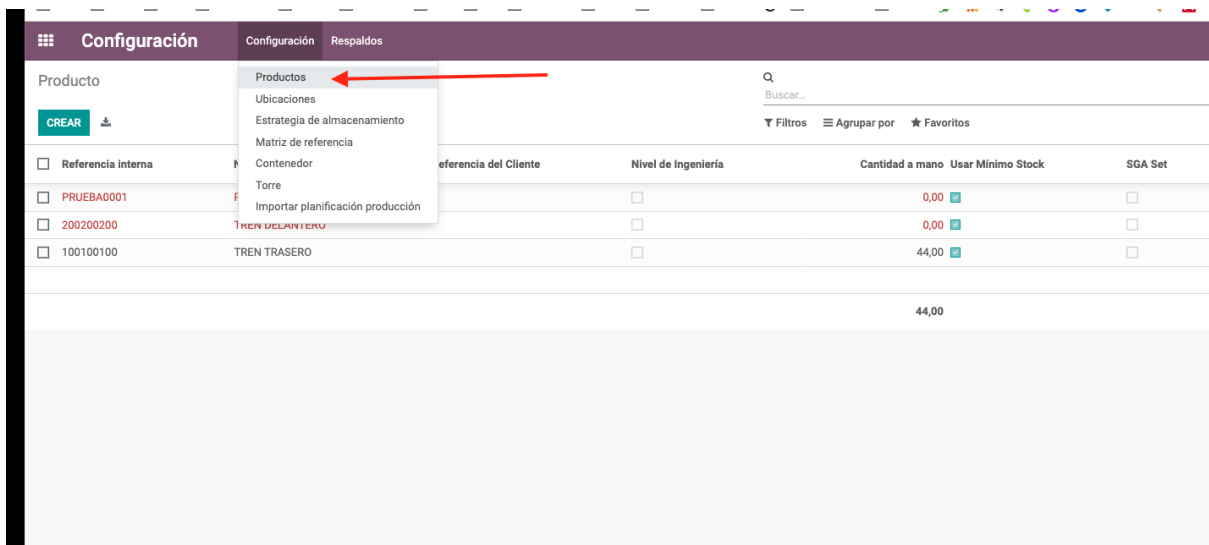 Configuración Configuración Respaldos
Producto
Productos
Ubicaciones
Estrategia de almacenamiento
Matriz de referencia
Contenedor
Torre
Importar planificación producción
Buscar...
CREAR
Filtros Agrupar por Favoritos
Referencia interna N eferencia del Cliente Nivel de Ingeniería Cantidad a mano Usar Mínimo Stock SGA Set
PRUEBA0001 0,00
200200200 TREN DELANTERO 0,00
100100100 TREN TRASERO 44,00
44,00